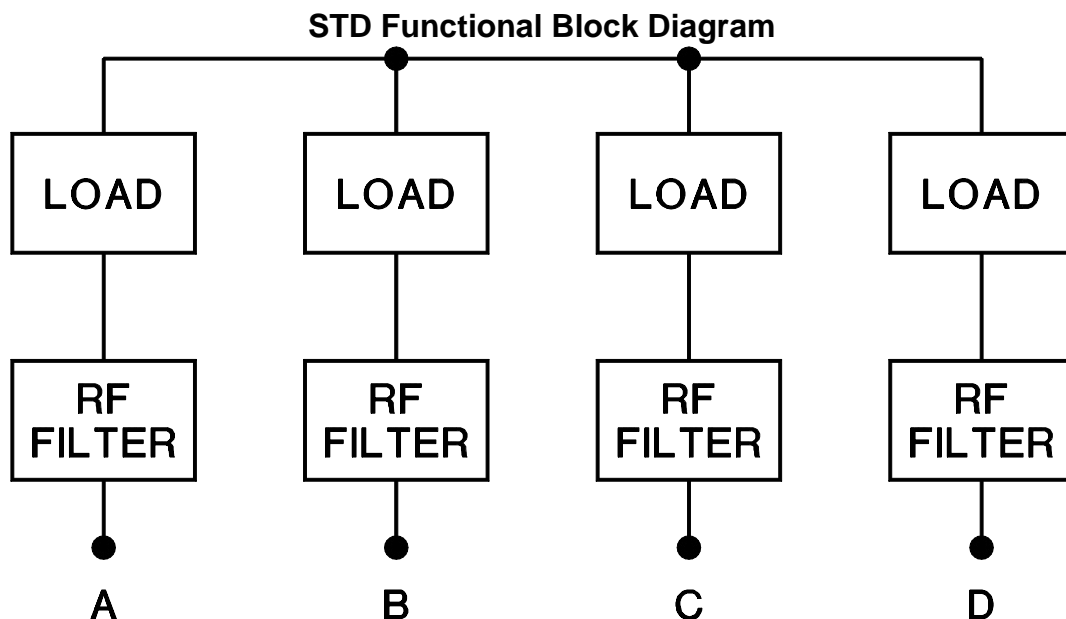 STD Functional Block Diagram
LOAD LOAD LOAD LOAD
RF RF RF RF
FILTER FILTER FILTER FILTER
A B C D